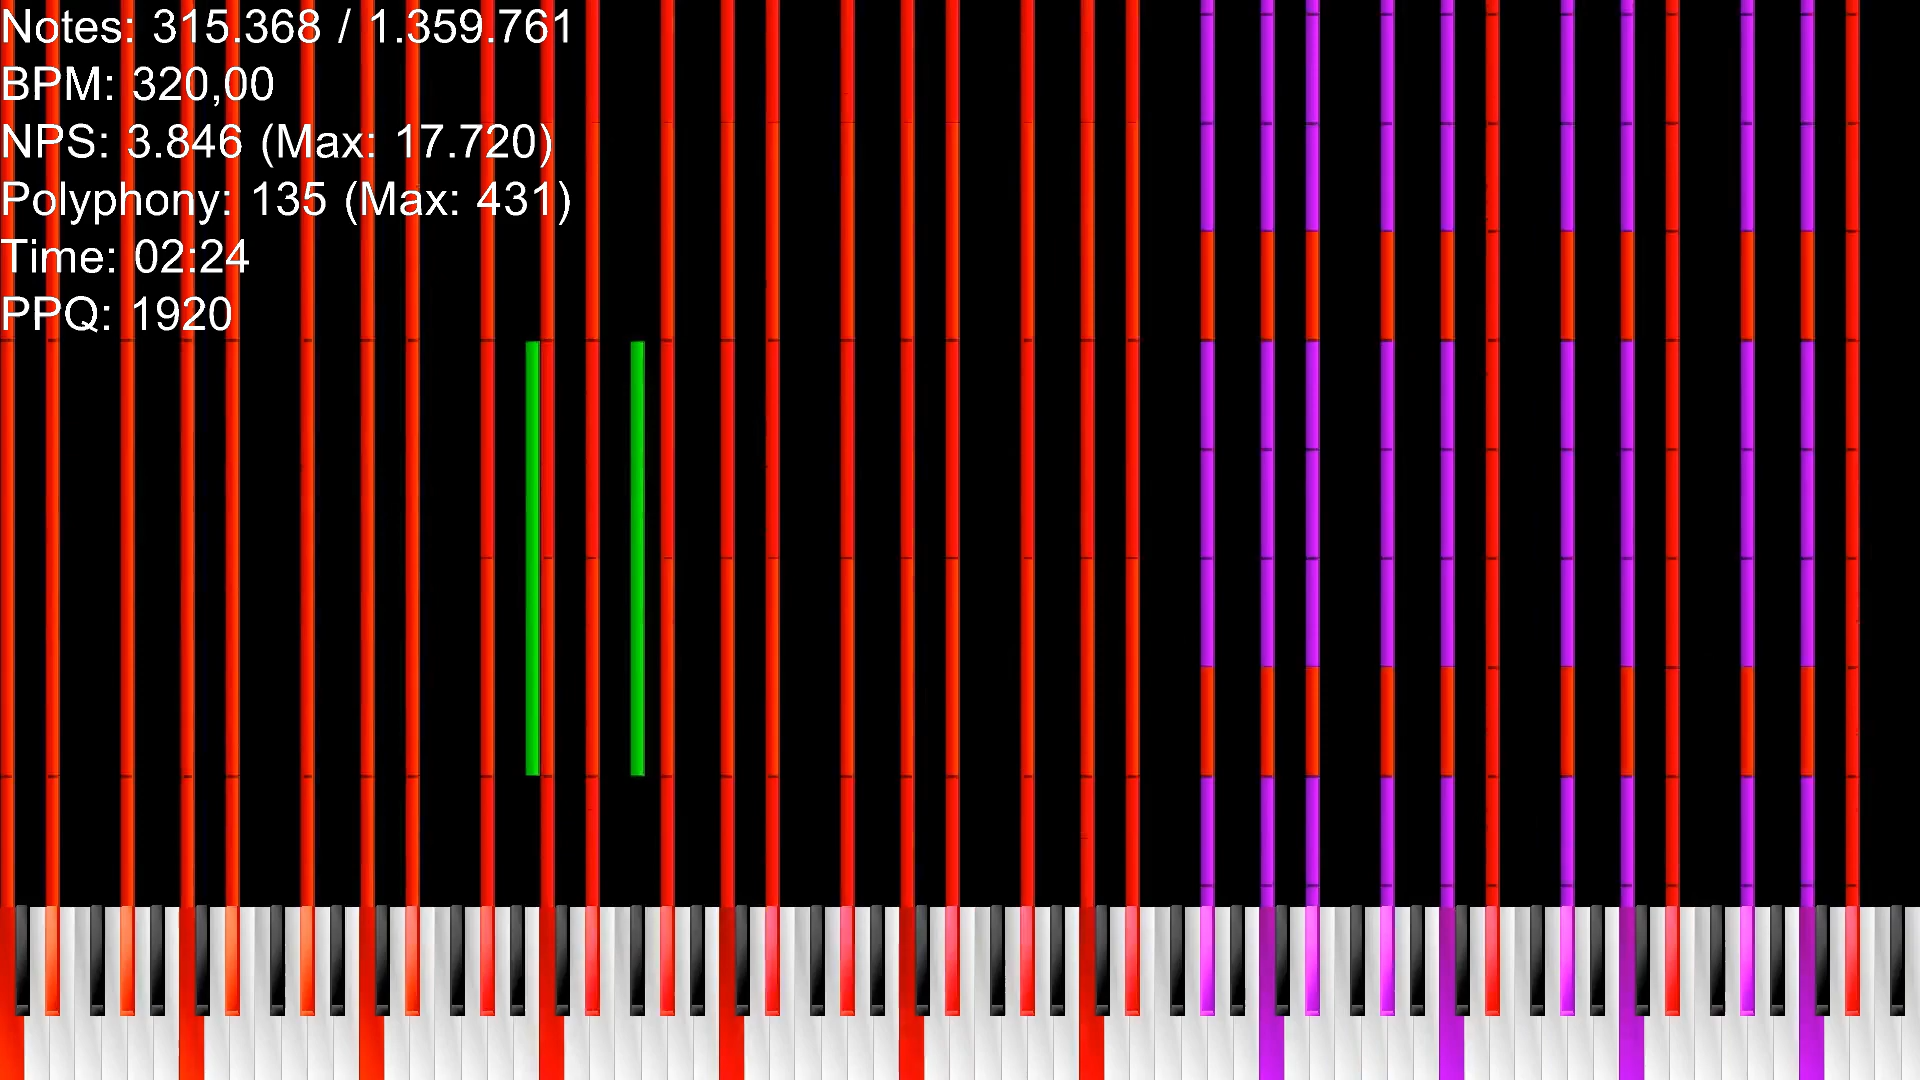 Notes: 315.368 / 1.359.761
BPM: 320,00
NPS: 3.846 (Max: 17.720)
Polyphony: 135 (Max: 431)
Time: 02:24
PPQ: 1920